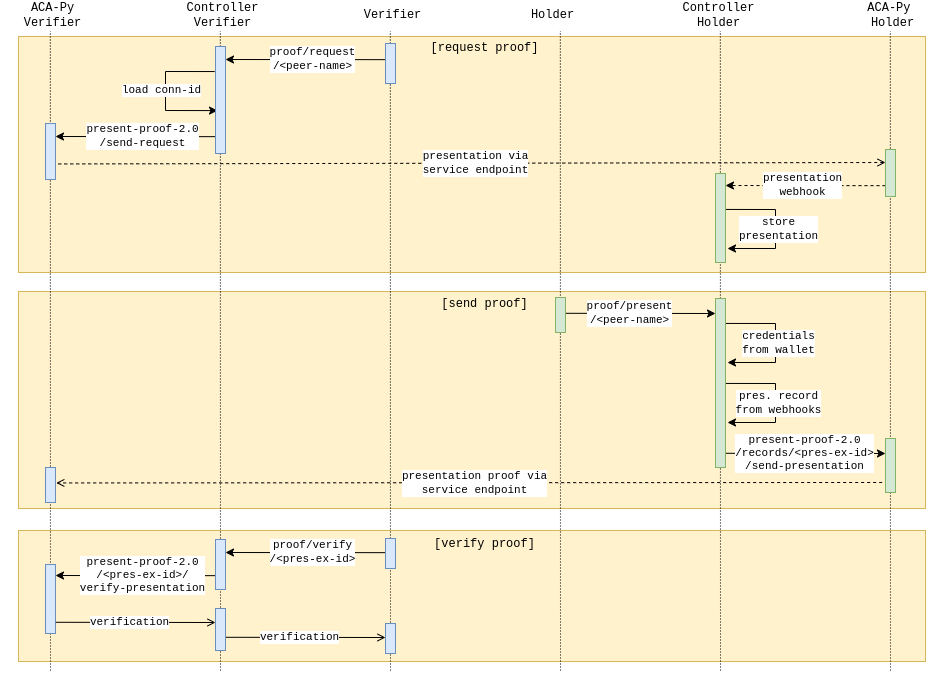 ACA-Py
Verifier
Controller
Verifier
Verifier
Holder
Controller
Holder
ACA-Py
Holder
[request proof]
proof/request
/<peer-name>
load conn-id
present-proof-2.0
/send-request
presentation via
service endpoint
presentation
webhook
store
presentation
[send proof]
proof/present
/<peer-name>
credentials
from wallet
pres. record
from webhooks
present-proof-2.0
/records/<pres-ex-id>
/send-presentation
presentation proof via
service endpoint
[verify proof]
proof/verify
/<pres-ex-id>
present-proof-2.0
/<pres-ex-id>/
verify-presentation
verification
verification